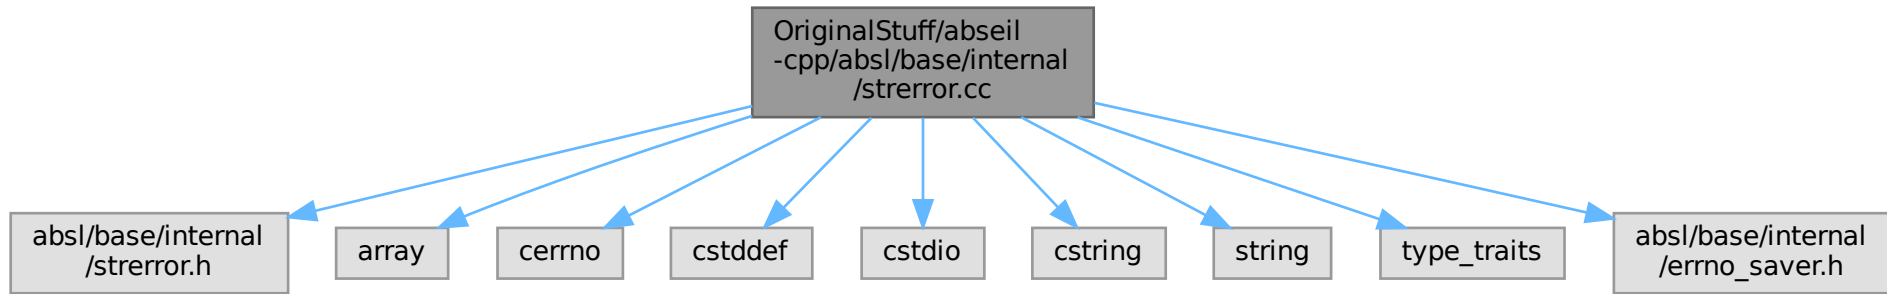 OriginalStuff/abseil
-cpp/absl/base/internal
/strerror.cc
absl/base/internal
/strerror.h
array
cerrno
cstddef
cstdio
cstring
string
type_traits
absl/base/internal
/errno_saver.h